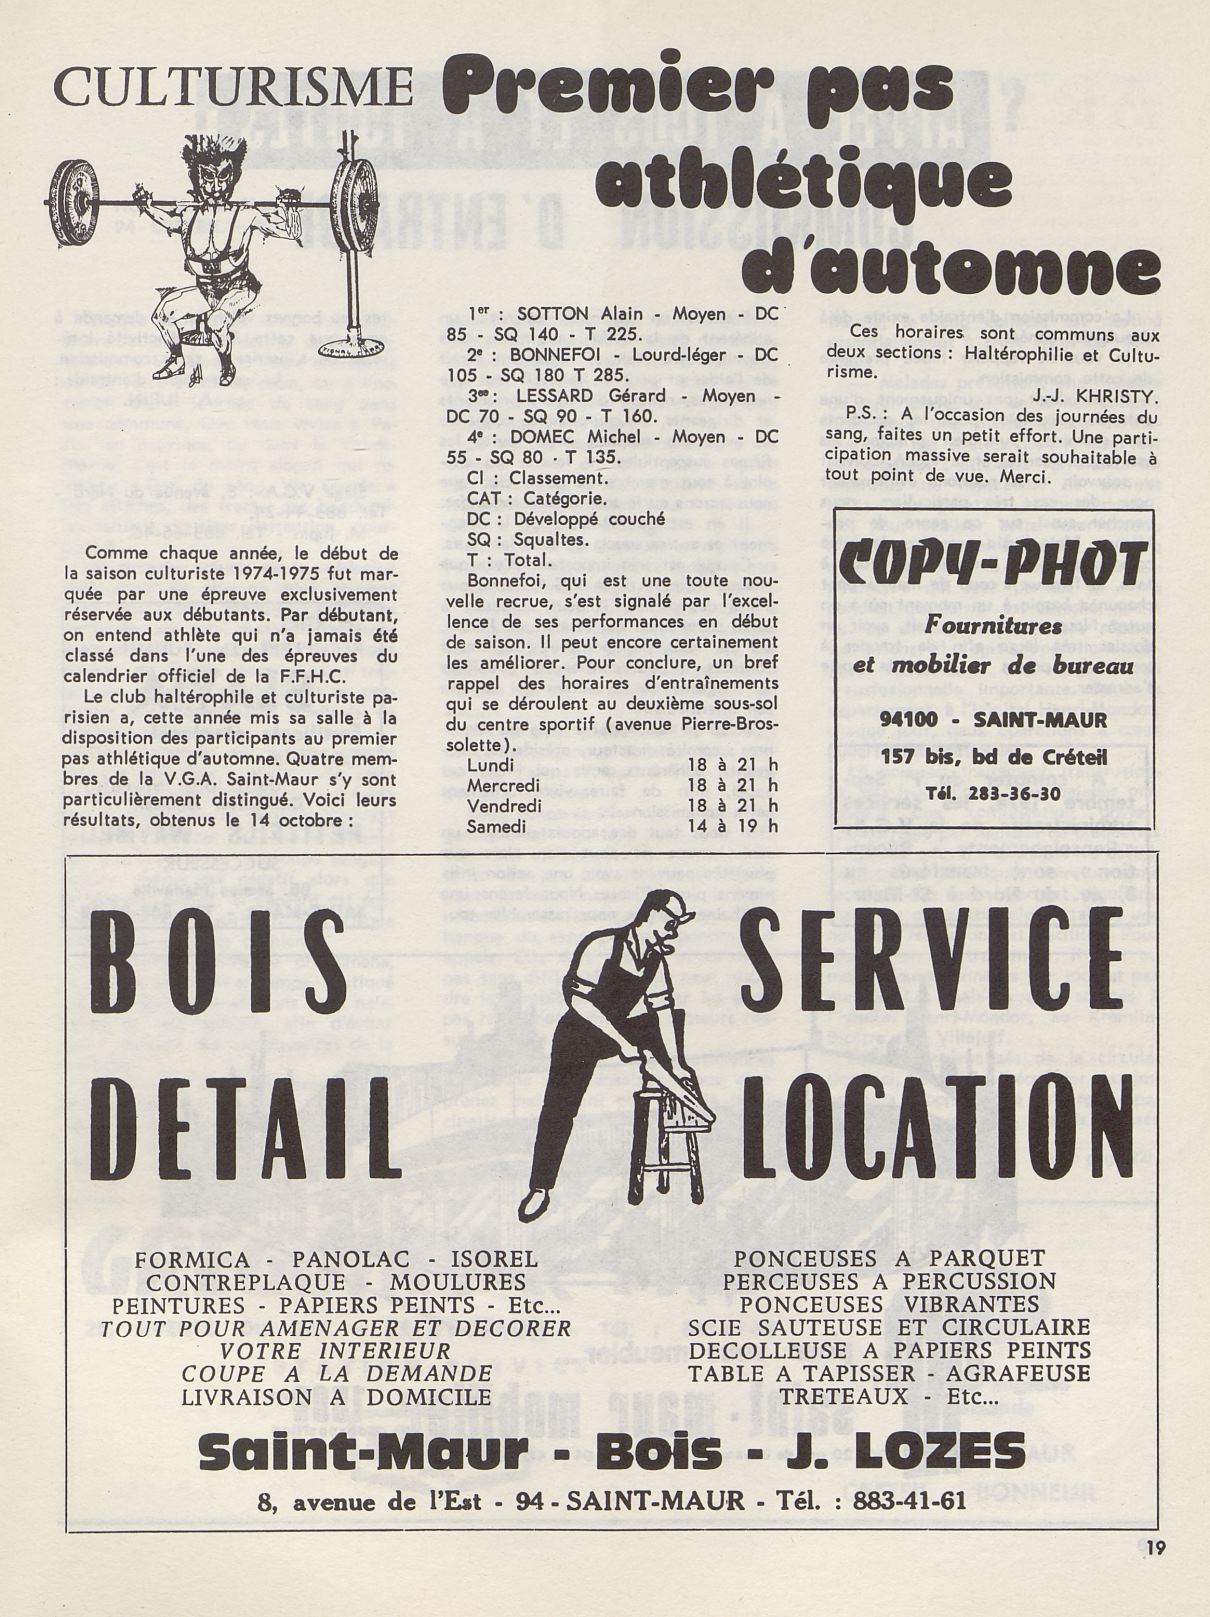 CULTURISME Premier pas
athlétique
d'automne
Comme chaque année, le début de
la saison culturiste 1974-1975 fut mar-
quée par une épreuve exclusivement
réservée aux débutants. Par débutant,
on entend athlète qui n'a jamais été
classé dans l'une des épreuves du
calendrier officiel de la F.F.H.C.
Le club haltérophile et culturiste pa-
risien a, cette année mis sa salle à la
disposition des participants au premier
pas athlétique d'automne. Quatre mem-
bres de la V.G.A. Saint-Maur s'y sont
particulièrement distingué. Voici leurs
résultats, obtenus le 14 octobre :
1er : SOTTON Alain - Moyen - DC
85 - SQ 140 - T 225.
2e : BONNEFOI - Lourd-léger - DC
105 - SQ 180 T 285.
3e : LESSARD Gérard - Moyen -
DC 70 - SQ 90 - T 160.
4e : DOMEC Michel - Moyen - DC
55 - SQ 80 - T 135.
Cl : Classement.
CAT : Catégorie.
DC : Développé couché
SQ : Squaltes.
T : Total.
Bonnefoi, qui est une toute nou-
velle recrue, s'est signalé par l'excel-
lence de ses performances en début
de saison. Il peut encore certainement
les améliorer. Pour conclure, un bref
rappel des horaires d'entraînements
qui se déroulent au deuxième sous-sol
du centre sportif (avenue Pierre-Bros-
solette).
Lundi 18 à 21 h
Mercredi 18 à 21 h
Vendredi 18 à 21 h
Samedi 14 à 19 h
Ces horaires sont communs aux
deux sections : Haltérophilie et Cultu-
risme.
J.-J. KHRISTY.
P.S. : A l'occasion des journées du
sang, faites un petit effort. Une parti-
cipation massive serait souhaitable à
tout point de vue. Merci.
COPY-PHOT
Fournitures
et mobilier de bureau
94100 - SAINT-MAUR
157 bis, bd de Créteil
Tél. 283-36-30
BOIS
DETAIL
SERVICE
LOCATION
FORMICA - PANOLAC - ISOREL
CONTREPLAQUE - MOULURES
PEINTURES - PAPIERS PEINTS - Etc...
TOUT POUR AMENAGER ET DECORER
VOTRE INTERIEUR
COUPE A LA DEMANDE
LIVRAISON A DOMICILE
PONCEUSES A PARQUET
PERCEUSES A PERCUSSION
PONCEUSES VIBRANTES
SCIE SAUTEUSE ET CIRCULAIRE
DECOLLEUSE A PAPIERS PEINTS
TABLE A TAPISSER - AGRAFEUSE
TRETEAUX - Etc...
Saint-Maur - Bois - J. LOZES
8, avenue de l'Est - 94 - SAINT-MAUR - Tél. : 883-41-61
19